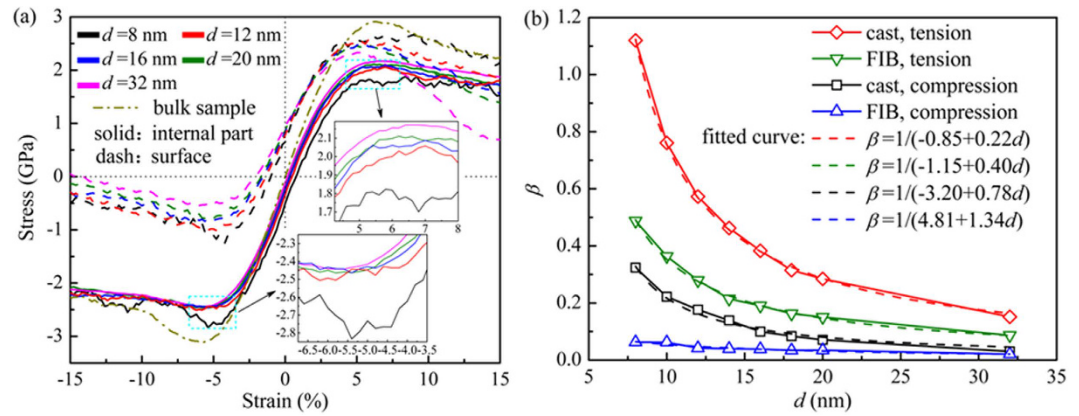 (a)
d=8 nm d=12 nm
d=16 nm d=20 nm
d=32 nm
bulk sample
solid: internal part
dash: surface
Stress (GPa)
3
2
1
0
-1
-2
-3
2.1
2.0
1.9
1.8
1.7
5 6 7 8
-2.3
-2.4
-2.5
-2.6
-2.7
-2.8
-6.5-6.0-5.5-5.0-4.5-4.0-3.5
-15 -10 -5 0 5 10 15
Strain (%)
(b)
cast, tension
FIB, tension
cast, compression
FIB, compression
fitted curve:
β=1/(-0.85+0.22d)
β=1/(-1.15+0.40d)
β=1/(-3.20+0.78d)
β=1/(4.81+1.34d)
β
1.2
1.0
0.8
0.6
0.4
0.2
0.0
5 10 15 20 25 30 35
d (nm)